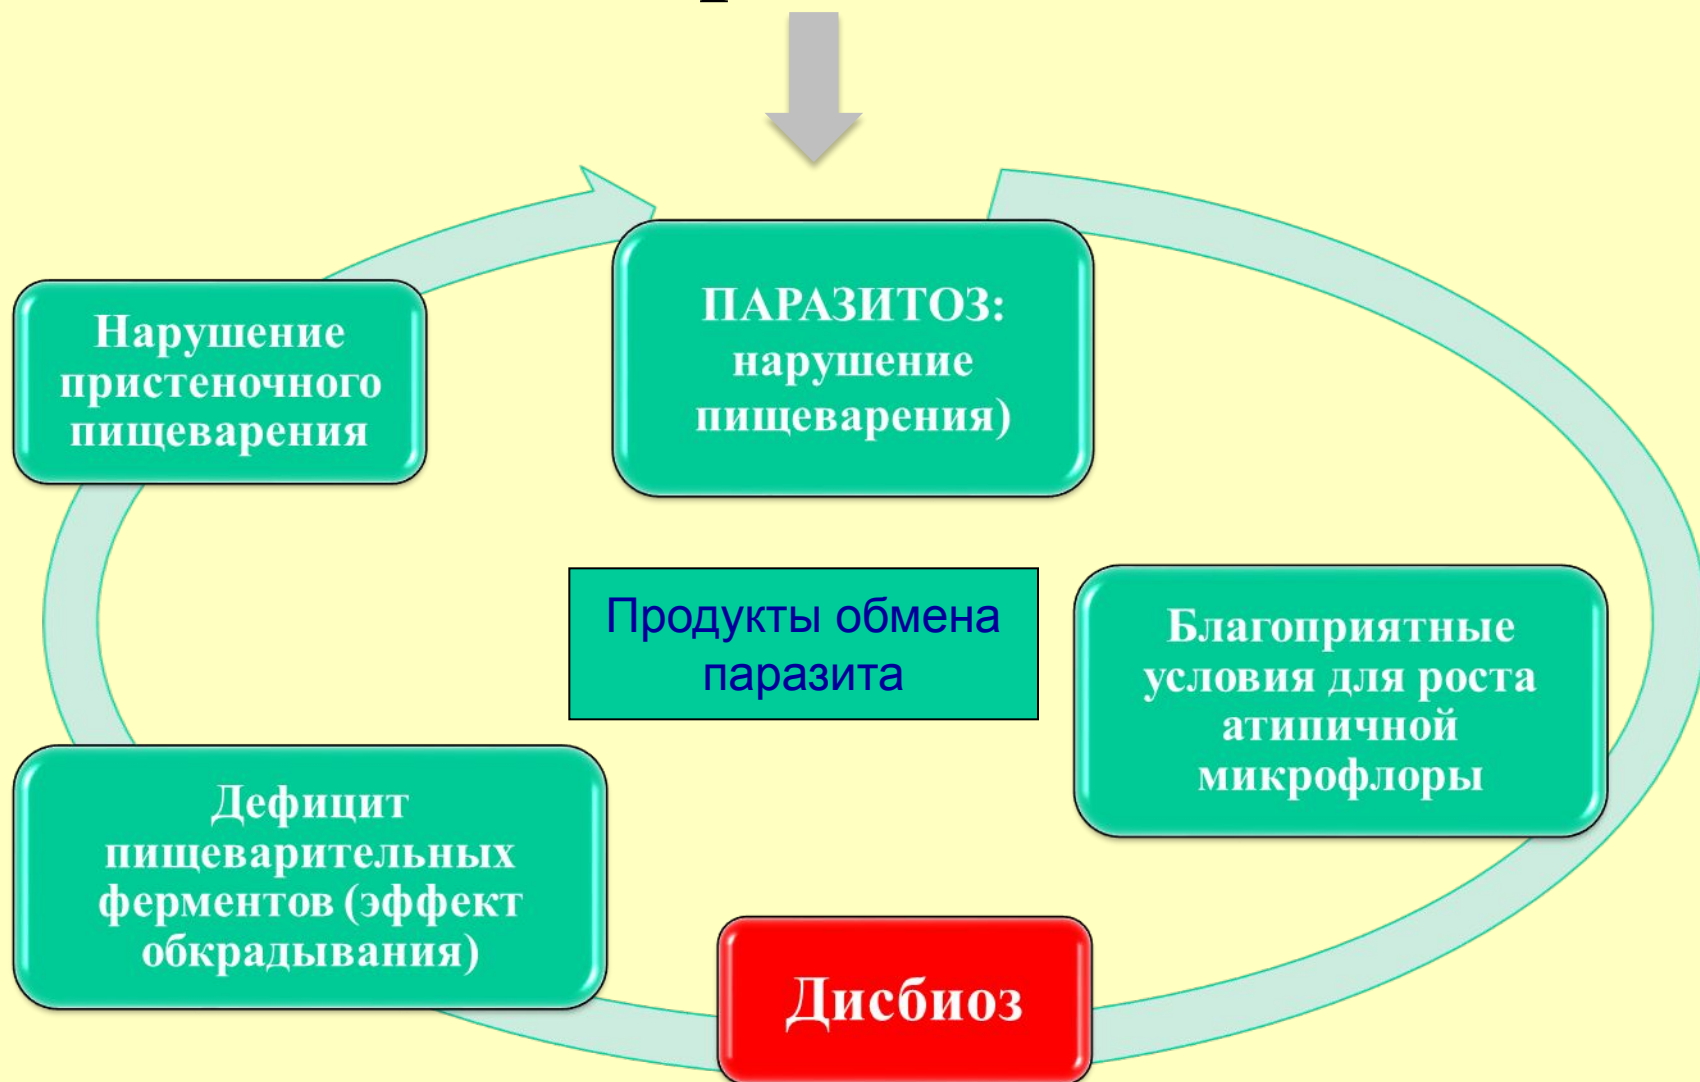 ПАРАЗИТОЗ:
нарушение
пищеварения)
Нарушение
пристеночного
пищеварения
Продукты обмена
паразита
Благоприятные
условия для роста
атипичной
микрофлоры
Дефицит
пищеварительных
ферментов (эффект
обкрадывания)
Дисбиоз